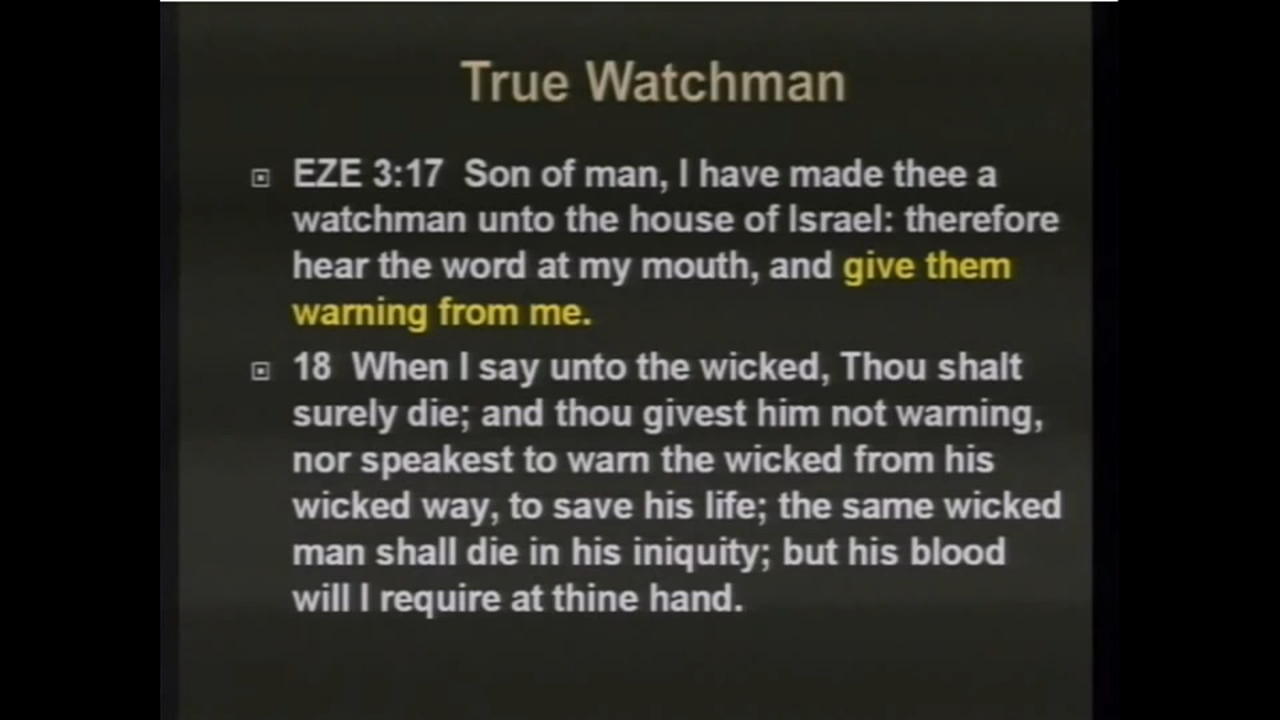 True Watchman
EZE 3:17 Son of man, I have made thee a
watchman unto the house of Israel: therefore
hear the word at my mouth, and give them
warning from me.
18 When I say unto the wicked, Thou shalt
surely die; and thou givest him not warning,
nor speakest to warn the wicked from his
wicked way, to save his life; the same wicked
man shall die in his iniquity; but his blood
will I require at thine hand.